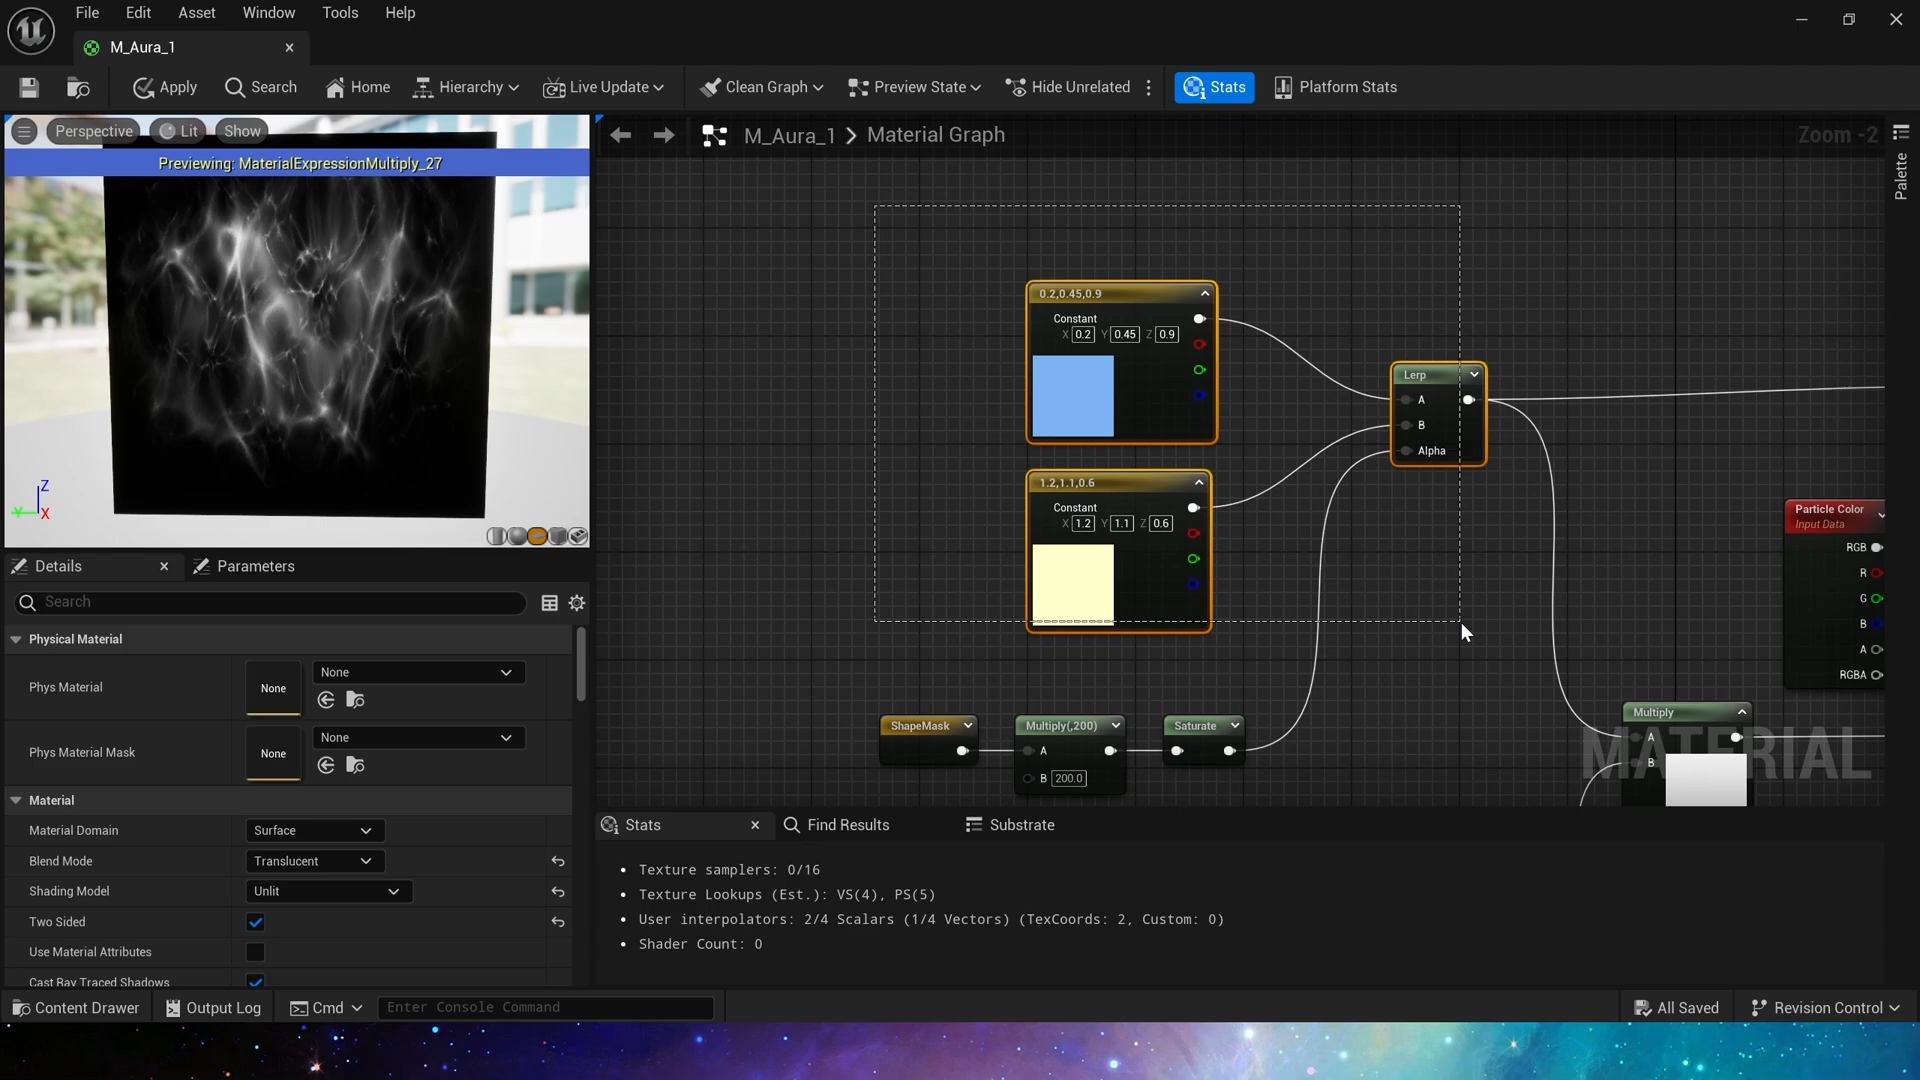 File Edit Asset Window Tools Help
M_Aura_1
Apply Search Home Hierarchy Live Update Clean Graph Preview State Hide Unrelated Stats Platform Stats
Perspective Lit Show
Previewing: MaterialExpressionMultiply_27
Z
Y X
M_Aura_1 > Material Graph
Zoom -2
Palette
0.2,0.45,0.9
Constant
X 0.2 Y 0.45 Z 0.9
Lerp
A
B
Alpha
1.2,1.1,0.6
Constant
X 1.2 Y 1.1 Z 0.6
Particle Color
Input Data
RGB
R
G
B
A
RGBA
ShapeMask
Multiply(,200)
A
B 200.0
Saturate
Multiply
A
B
MATERIAL
Details Parameters
Search
Physical Material
Phys Material None None
Phys Material Mask None None
Material
Material Domain Surface
Blend Mode Translucent
Shading Model Unlit
Two Sided
Use Material Attributes
Cast Ray Traced Shadows
Stats Find Results Substrate
• Texture samplers: 0/16
• Texture Lookups (Est.): VS(4), PS(5)
• User interpolators: 2/4 Scalars (1/4 Vectors) (TexCoords: 2, Custom: 0)
• Shader Count: 0
Content Drawer Output Log Cmd Enter Console Command All Saved Revision Control